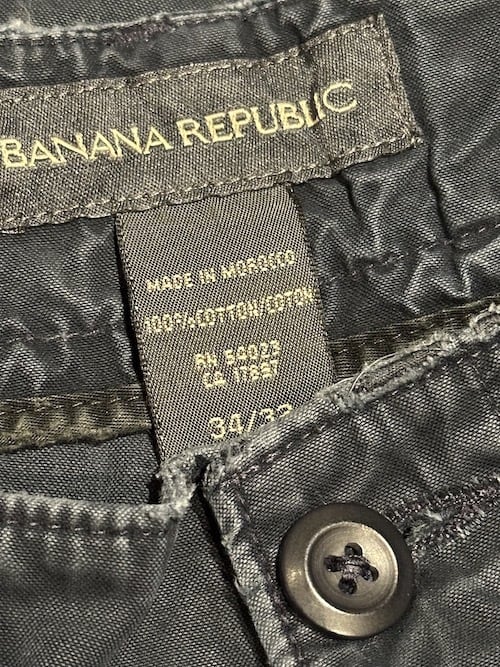 BANANA REPUBLIC
MADE IN MOROCCO
100% COTTON/COTON
RN 54023
CA 17897
34/32